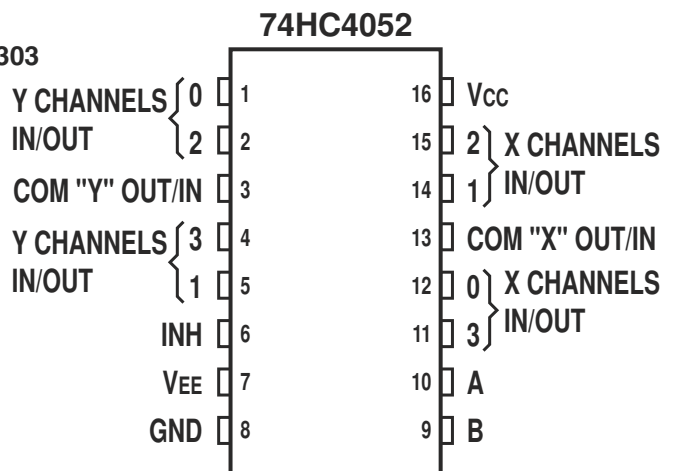 74HC4052
303
Y CHANNELS IN/OUT 0 1 16 VCC
2 2 15 2 X CHANNELS IN/OUT
COM "Y" OUT/IN 3 14 1
Y CHANNELS IN/OUT 3 4 13 COM "X" OUT/IN
1 5 12 0 X CHANNELS IN/OUT
INH 6 11 3
VEE 7 10 A
GND 8 9 B